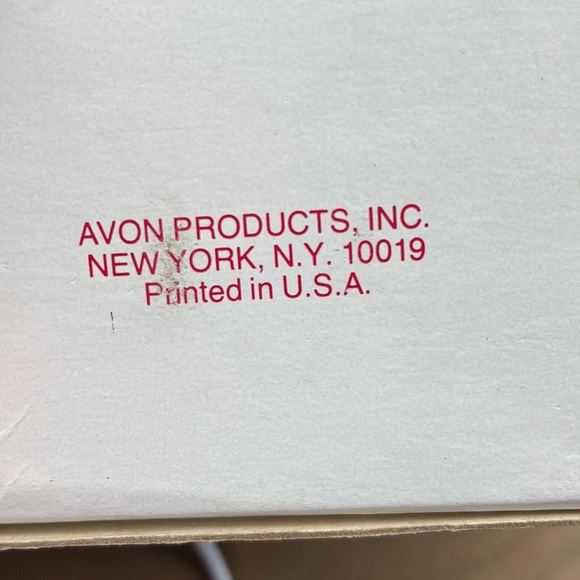 AVON PRODUCTS, INC.
NEW YORK, N.Y. 10019
Printed in U.S.A.